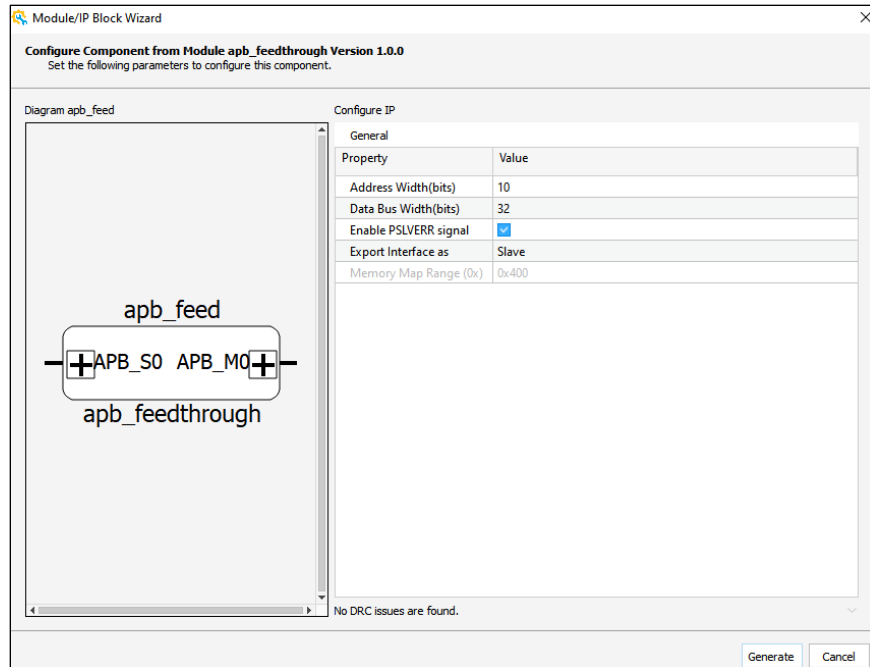 Module/IP Block Wizard
Configure Component from Module apb_feedthrough Version 1.0.0
Set the following parameters to configure this component.
Diagram apb_feed
Configure IP
General
Property Value
Address Width(bits) 10
Data Bus Width(bits) 32
Enable PSLVERR signal
Export Interface as Slave
Memory Map Range (0x) 0x400
apb_feed
APB_S0 APB_M0
apb_feedthrough
No DRC issues are found.
Generate Cancel